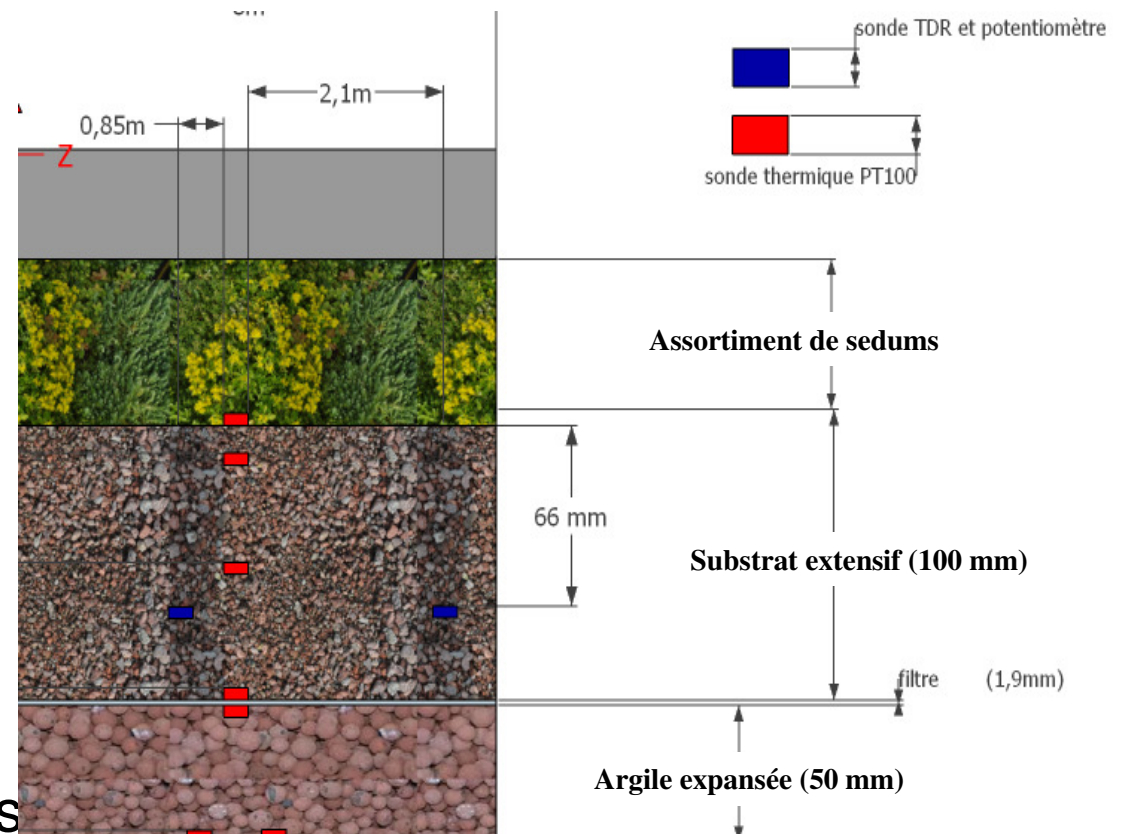 sonde TDR et potentiomètre
2,1m
0,85m
Z
sonde thermique PT100
Assortiment de sedums
66 mm
Substrat extensif (100 mm)
filtre (1,9mm)
Argile expansée (50 mm)
s